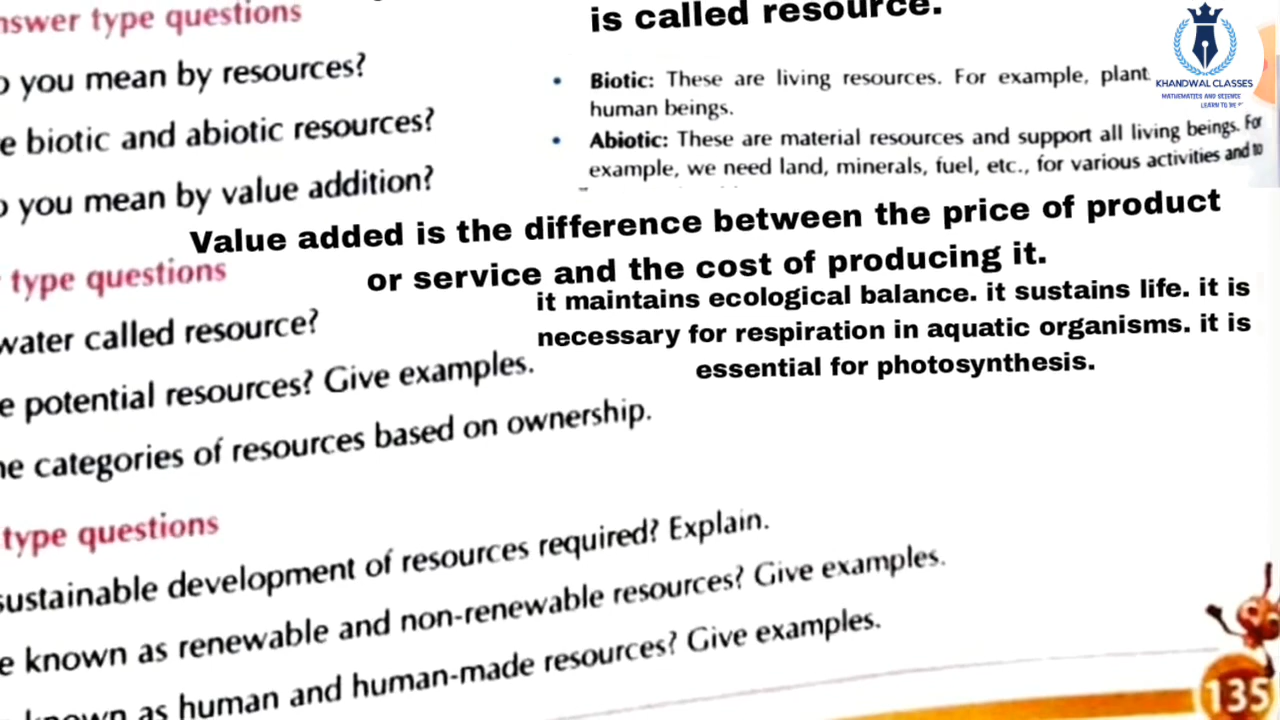 nswer type questions
is called resource.
you mean by resources?
Biotic: These are living resources. For example, plant
human beings.
KHANDWAL CLASSES
MATHEMATICS AND SCIENCE
LEARN TO BE
e biotic and abiotic resources?
Abiotic: These are material resources and support all living beings. For
example, we need land, minerals, fuel, etc., for various activities and to
you mean by value addition?
Value added is the difference between the price of product
or service and the cost of producing it.
type questions
it maintains ecological balance. it sustains life. it is
necessary for respiration in aquatic organisms. it is
essential for photosynthesis.
water called resource?
e potential resources? Give examples.
he categories of resources based on ownership.
type questions
sustainable development of resources required? Explain.
e known as renewable and non-renewable resources? Give examples.
known as human and human-made resources? Give examples.
135